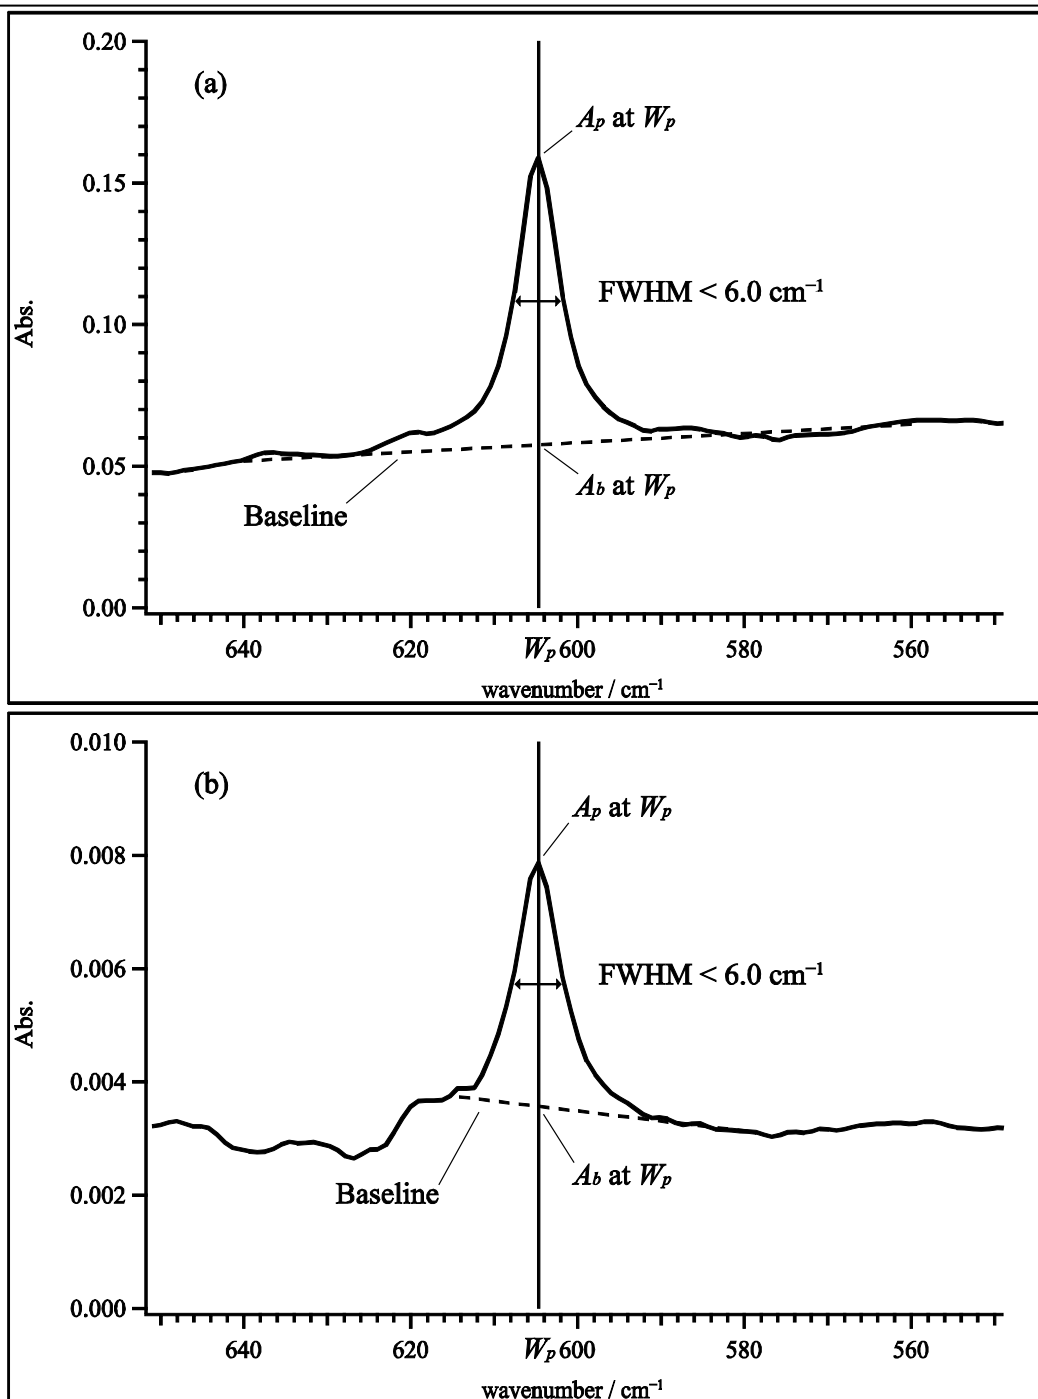 0.20
(a)
Ap at Wp
0.15
FWHM < 6.0 cm⁻¹
0.10
Abs.
0.05
Ab at Wp
Baseline
0.00
640 620 Wp 600 580 560
wavenumber / cm⁻¹
0.010
(b)
Ap at Wp
0.008
0.006
FWHM < 6.0 cm⁻¹
Abs.
0.004
Ab at Wp
Baseline
0.002
0.000
640 620 Wp 600 580 560
wavenumber / cm⁻¹